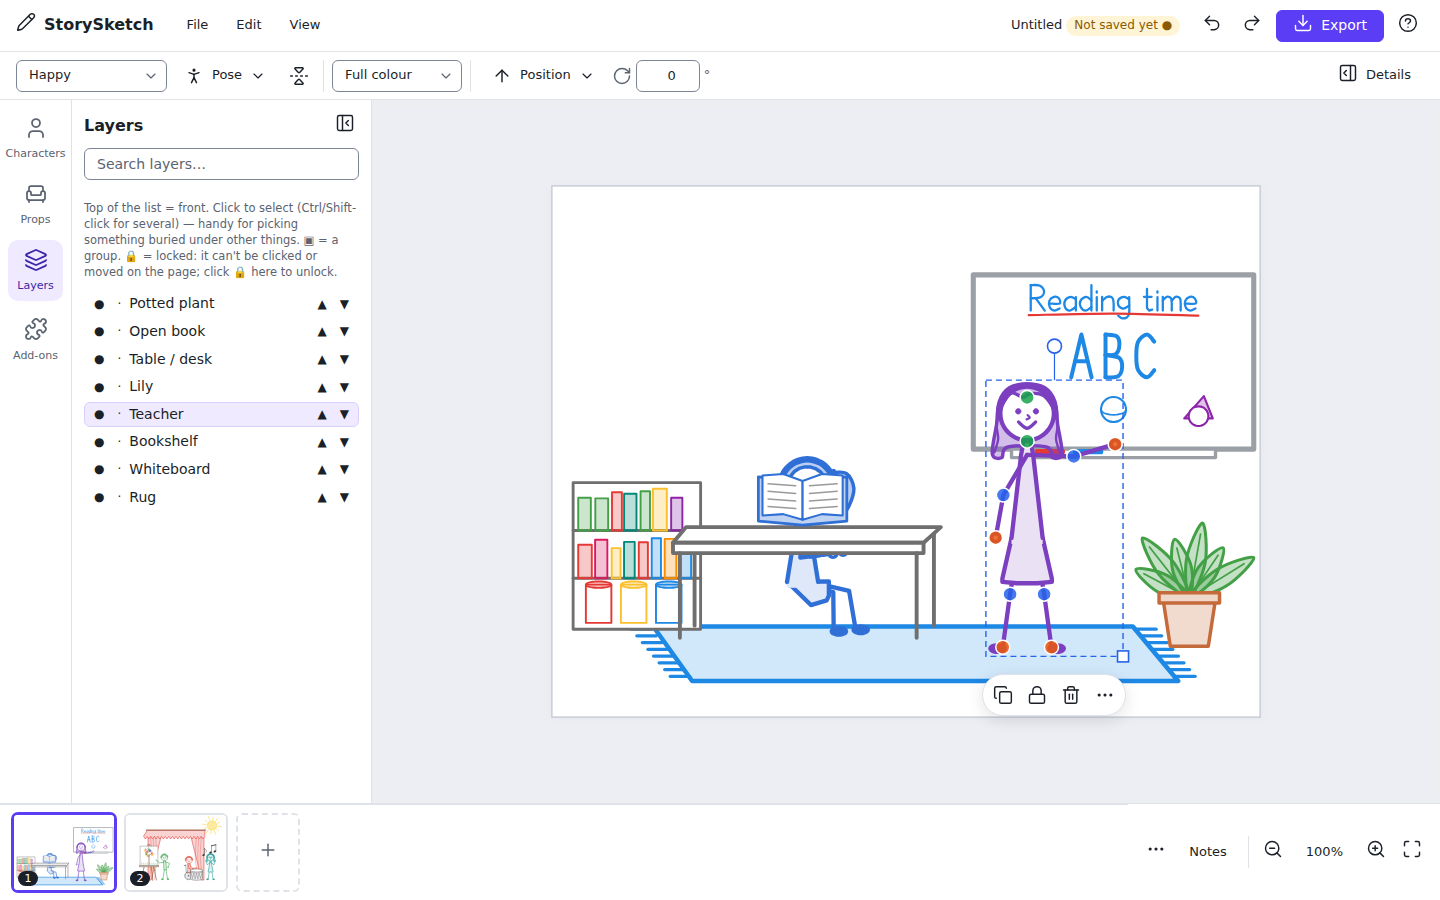 StorySketch
File Edit View
Untitled Not saved yet ●
Export
Happy
Pose
Full colour
Position
0 °
Details
Characters
Props
Layers
Add-ons
Layers
Search layers…
Top of the list = front. Click to select (Ctrl/Shift-
click for several) — handy for picking
something buried under other things. ▣ = a
group. 🔒 = locked: it can't be clicked or
moved on the page; click 🔒 here to unlock.
● · Potted plant ▲ ▼
● · Open book ▲ ▼
● · Table / desk ▲ ▼
● · Lily ▲ ▼
● · Teacher ▲ ▼
● · Bookshelf ▲ ▼
● · Whiteboard ▲ ▼
● · Rug ▲ ▼
Reading time
ABC
Reading time
ABC
1
2
Notes
100%